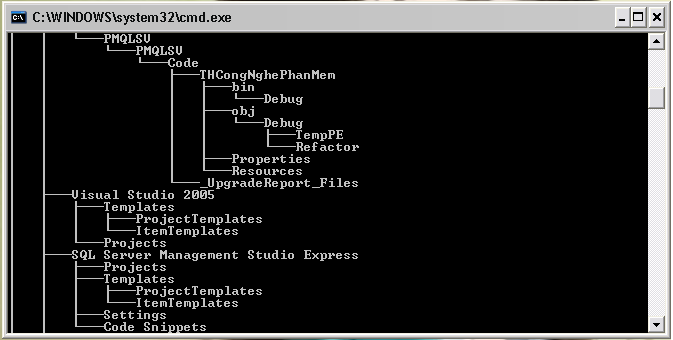 C:\WINDOWS\system32\cmd.exe
PMQLSV
PMQLSV
Code
THCongNghePhanMem
bin
Debug
obj
Debug
TempPE
Refactor
Properties
Resources
_UpgradeReport_Files
Visual Studio 2005
Templates
ProjectTemplates
ItemTemplates
Projects
SQL Server Management Studio Express
Projects
Templates
ProjectTemplates
ItemTemplates
Settings
Code Snippets